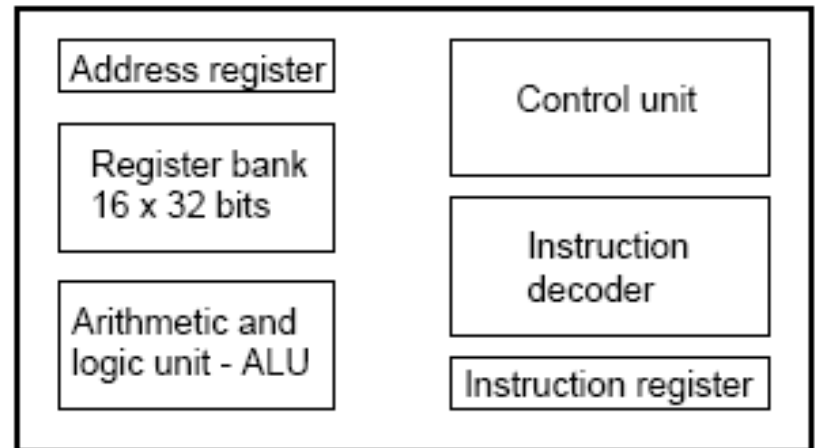 Address register
Register bank
16 x 32 bits
Arithmetic and
logic unit - ALU
Control unit
Instruction
decoder
Instruction register